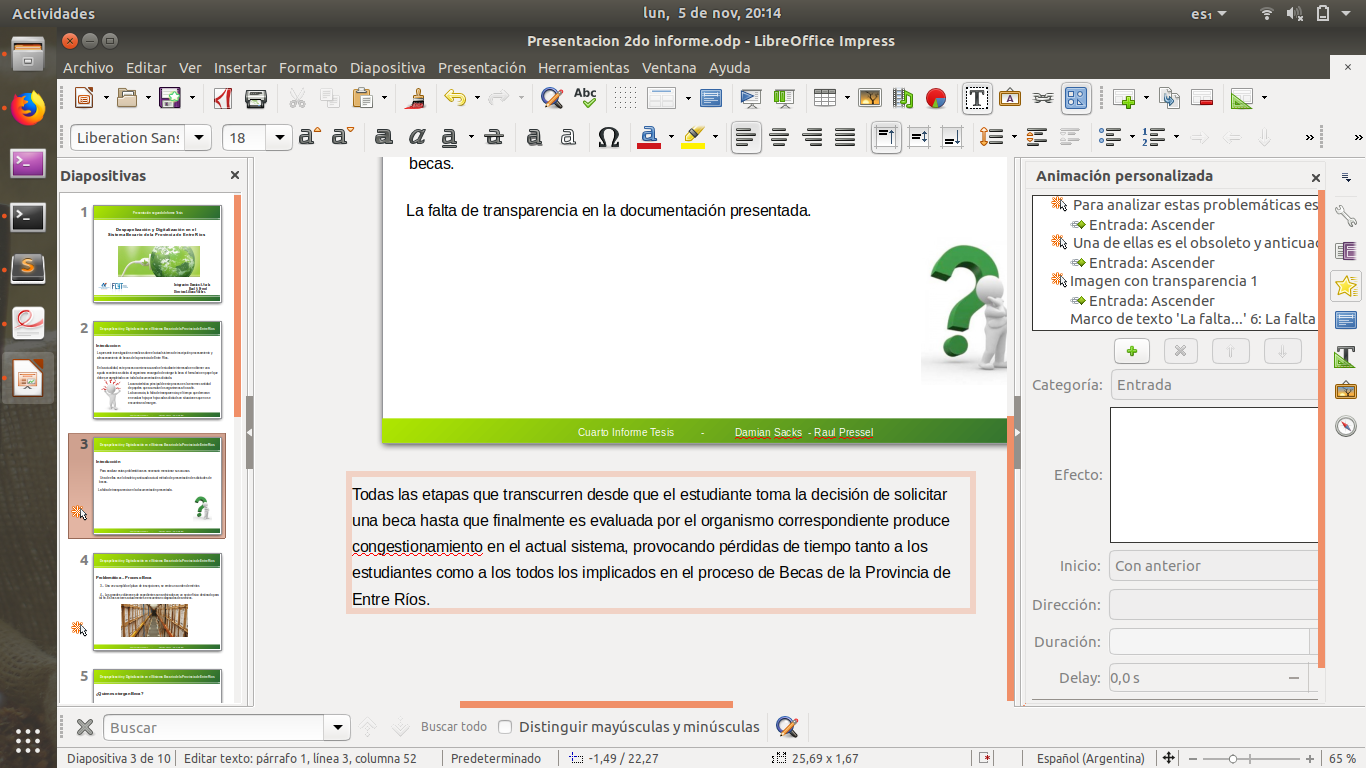 Actividades
lun, 5 de nov, 20:14
es₁
Presentacion 2do informe.odp - LibreOffice Impress
Archivo Editar Ver Insertar Formato Diapositiva Presentación Herramientas Ventana Ayuda
Abc
Liberation Sans
18
Diapositivas
1
2
3
4
5
becas.
La falta de transparencia en la documentación presentada.
Cuarto Informe Tesis - Damian Sacks - Raul Pressel
Todas las etapas que transcurren desde que el estudiante toma la decisión de solicitar
una beca hasta que finalmente es evaluada por el organismo correspondiente produce
congestionamiento en el actual sistema, provocando pérdidas de tiempo tanto a los
estudiantes como a los todos los implicados en el proceso de Becas de la Provincia de
Entre Ríos.
Animación personalizada
Para analizar estas problemáticas es
Entrada: Ascender
Una de ellas es el obsoleto y anticuad
Entrada: Ascender
Imagen con transparencia 1
Entrada: Ascender
Marco de texto 'La falta...' 6: La falta
Categoría: Entrada
Efecto:
Inicio: Con anterior
Dirección:
Duración:
Delay: 0,0 s
Buscar
Buscar todo
Distinguir mayúsculas y minúsculas
Diapositiva 3 de 10
Editar texto: párrafo 1, línea 3, columna 52
Predeterminado
-1,49 / 22,27
25,69 x 1,67
Español (Argentina)
65 %